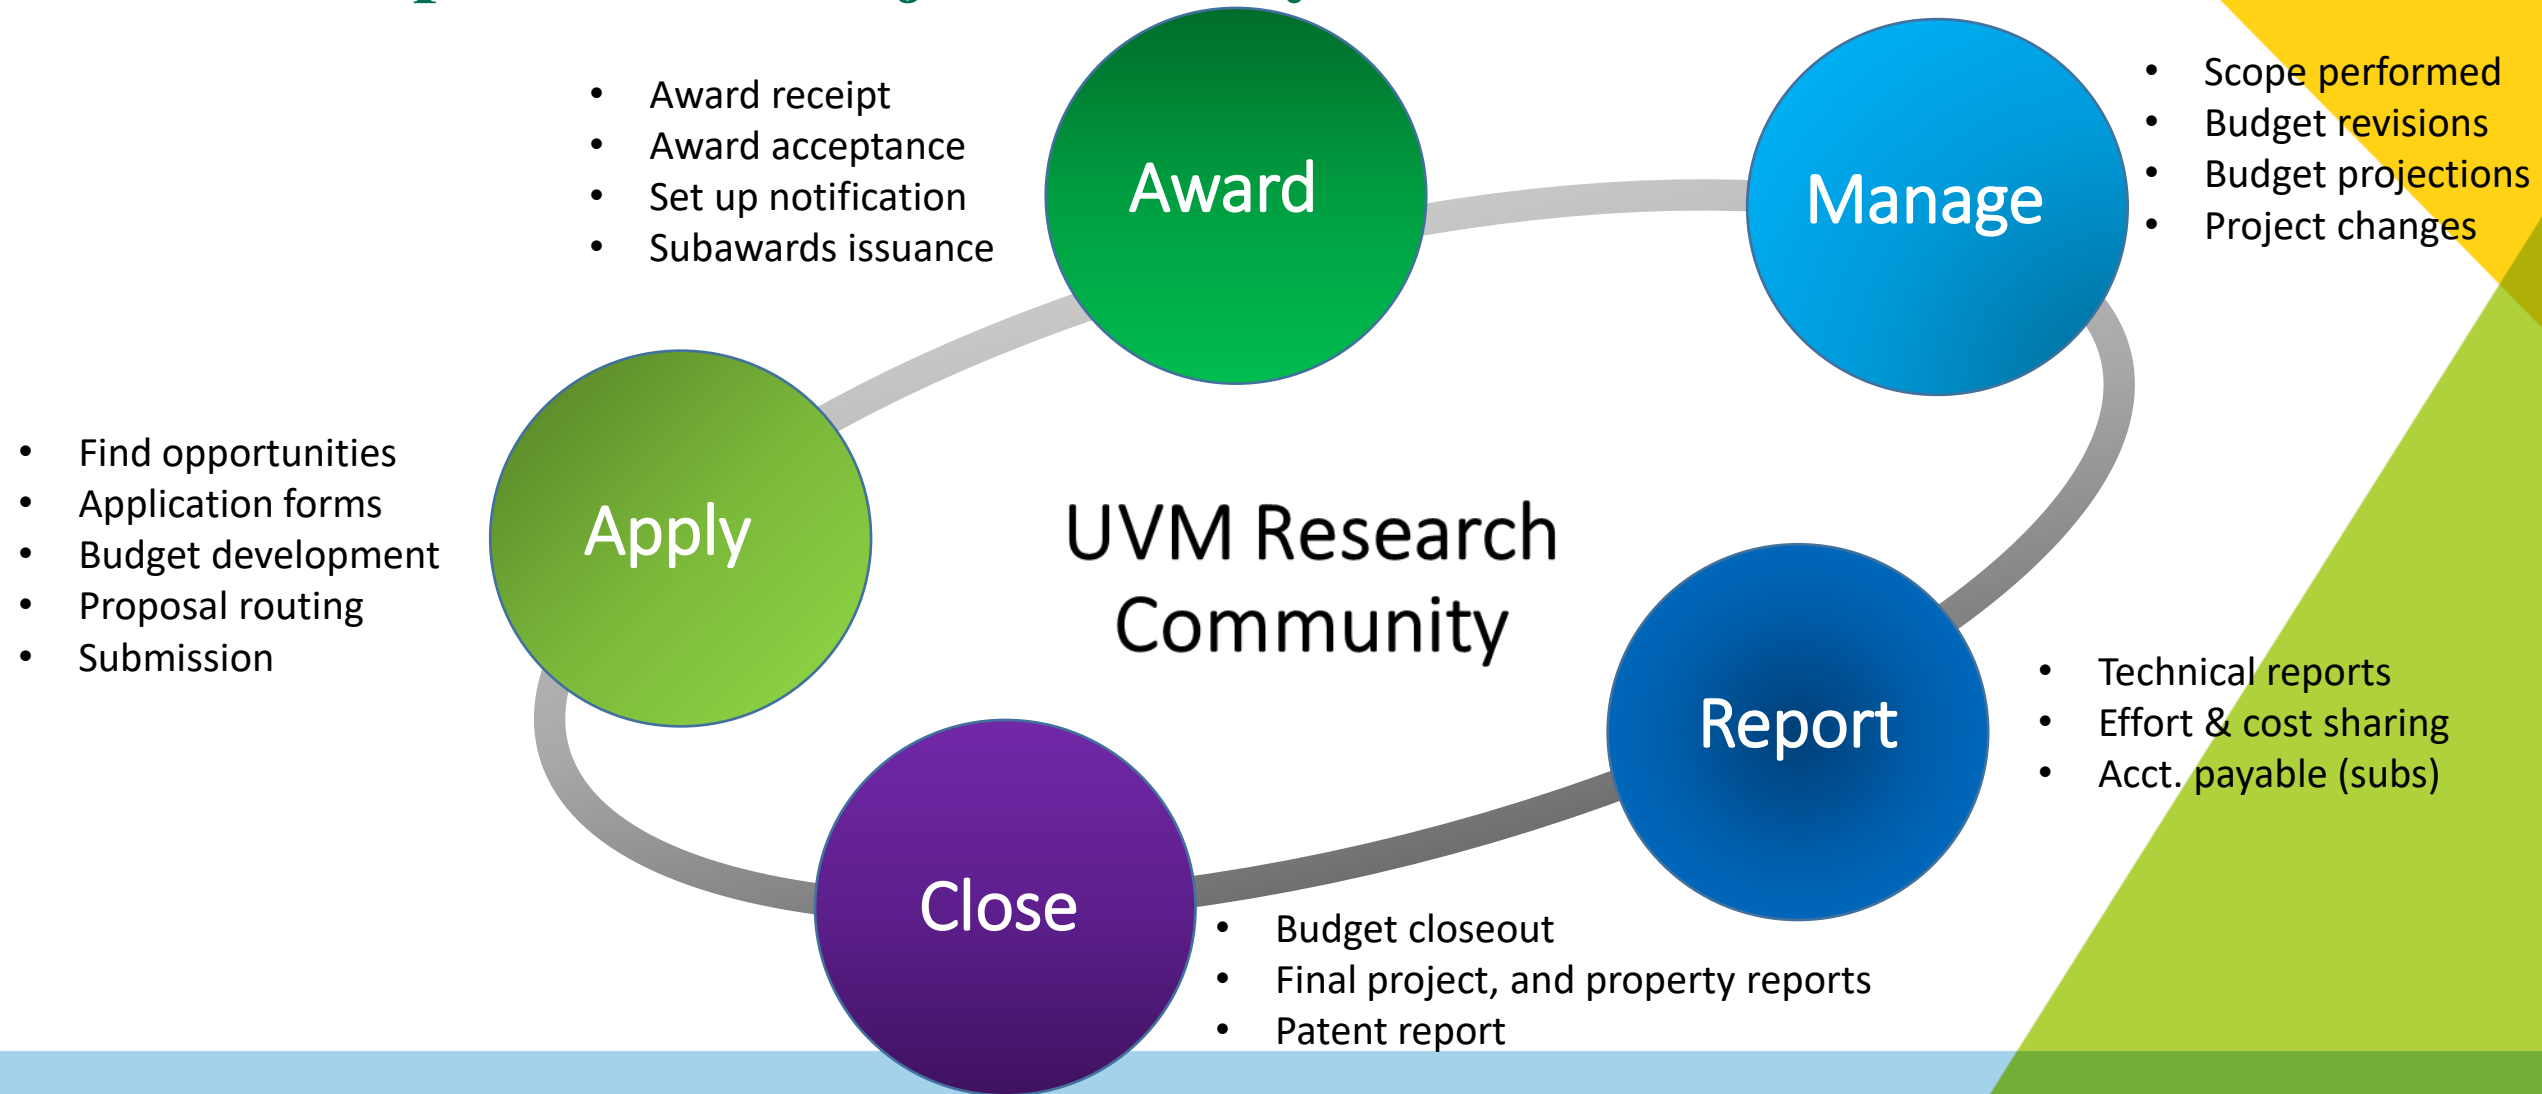 Award
• Award receipt
• Award acceptance
• Set up notification
• Subawards issuance
Manage
• Scope performed
• Budget revisions
• Budget projections
• Project changes
Apply
• Find opportunities
• Application forms
• Budget development
• Proposal routing
• Submission
UVM Research
Community
Report
• Technical reports
• Effort & cost sharing
• Acct. payable (subs)
Close
• Budget closeout
• Final project, and property reports
• Patent report